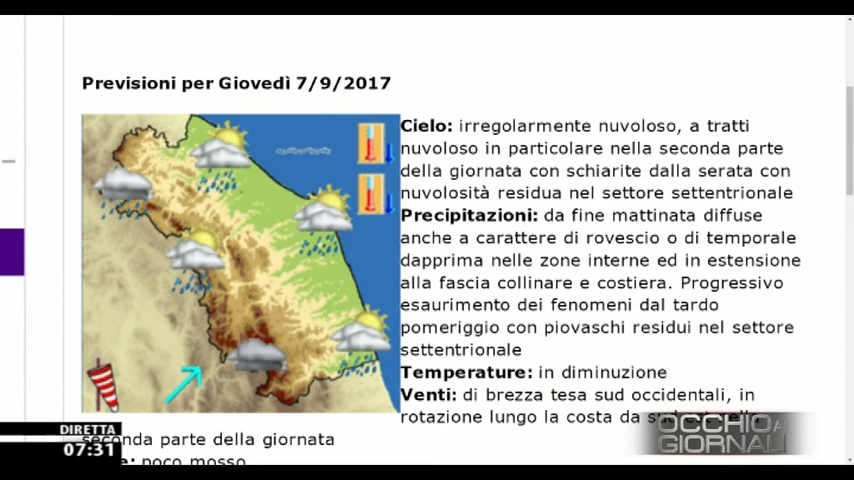 Previsioni per Giovedì 7/9/2017
Cielo: irregolarmente nuvoloso, a tratti
nuvoloso in particolare nella seconda parte
della giornata con schiarite dalla serata con
nuvolosità residua nel settore settentrionale
Precipitazioni: da fine mattinata diffuse
anche a carattere di rovescio o di temporale
dapprima nelle zone interne ed in estensione
alla fascia collinare e costiera. Progressivo
esaurimento dei fenomeni dal tardo
pomeriggio con piovaschi residui nel settore
settentrionale
Temperature: in diminuzione
Venti: di brezza tesa sud occidentali, in
rotazione lungo la costa da
seconda parte della giornata
poco mosso
DIRETTA
07:31
OCCHIO AI
GIORNALI